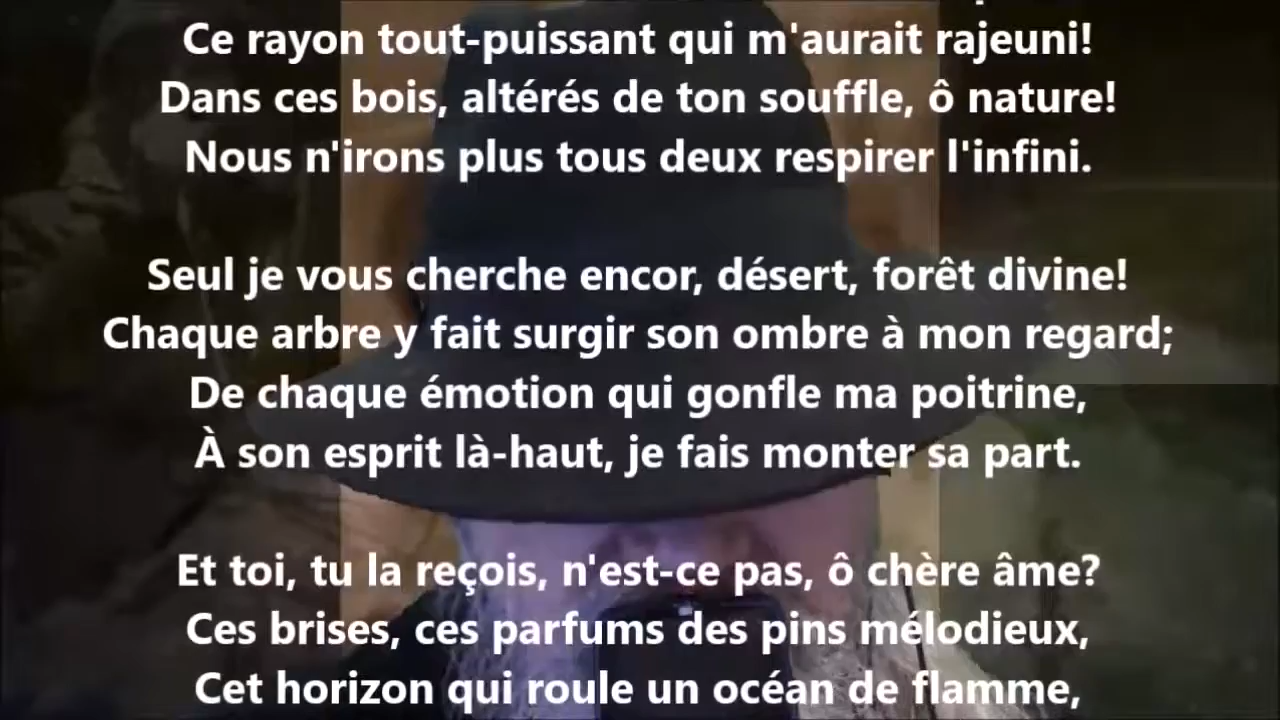 Ce rayon tout-puissant qui m'aurait rajeuni!
Dans ces bois, altérés de ton souffle, ô nature!
Nous n'irons plus tous deux respirer l'infini.
Seul je vous cherche encor, désert, forêt divine!
Chaque arbre y fait surgir son ombre à mon regard;
De chaque émotion qui gonfle ma poitrine,
À son esprit là-haut, je fais monter sa part.
Et toi, tu la reçois, n'est-ce pas, ô chère âme?
Ces brises, ces parfums des pins mélodieux,
Cet horizon qui roule un océan de flamme,